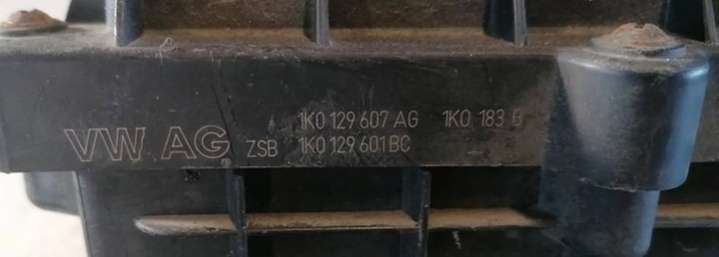 1K0 129 607 AG 1K0 183 B
VW AG ZSB 1K0 129 601 BC